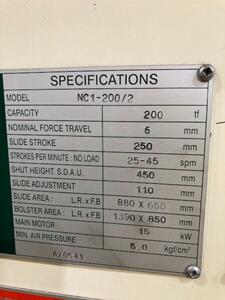 SPECIFICATIONS
MODEL NC1-200/2
CAPACITY 200 tf
NOMINAL FORCE TRAVEL 6 mm
SLIDE STROKE 250 mm
STROKES PER MINUTE : NO LOAD 25-45 spm
SHUT HEIGHT. S.D.A.U. 450 mm
SLIDE ADJUSTMENT 110 mm
SLIDE AREA : L.R. x F.B 880 X 650 mm
BOLSTER AREA : L.R. x F.B 1390 X 850 mm
MAIN MOTOR 15 kW
MIN. AIR PRESSURE 5.0 kgf/cm²